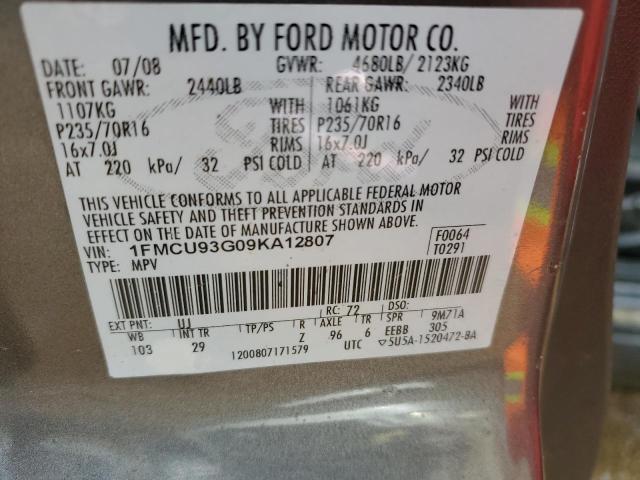 MFD. BY FORD MOTOR CO.
DATE: 07/08 GVWR: 4680LB/ 2123KG
FRONT GAWR: 2440LB REAR GAWR: 2340LB
1107KG WITH 1061KG WITH
P235/70R16 TIRES P235/70R16 TIRES
16x7.0J RIMS 16x7.0J RIMS
AT 220 kPa/ 32 PSI COLD AT 220 kPa/ 32 PSI COLD
THIS VEHICLE CONFORMS TO ALL APPLICABLE FEDERAL MOTOR
VEHICLE SAFETY AND THEFT PREVENTION STANDARDS IN
EFFECT ON THE DATE OF MANUFACTURE SHOWN ABOVE.
VIN: 1FMCU93G09KA12807 F0064
TYPE: MPV T0291
EXT PNT: UJ RC: 72 DSO:
WB INT TR TP/PS R AXLE TR SPR 9M71A
103 29 Z 96 6 EEBB 305
1200807171579 UTC ▽5U5A-1520472-BA